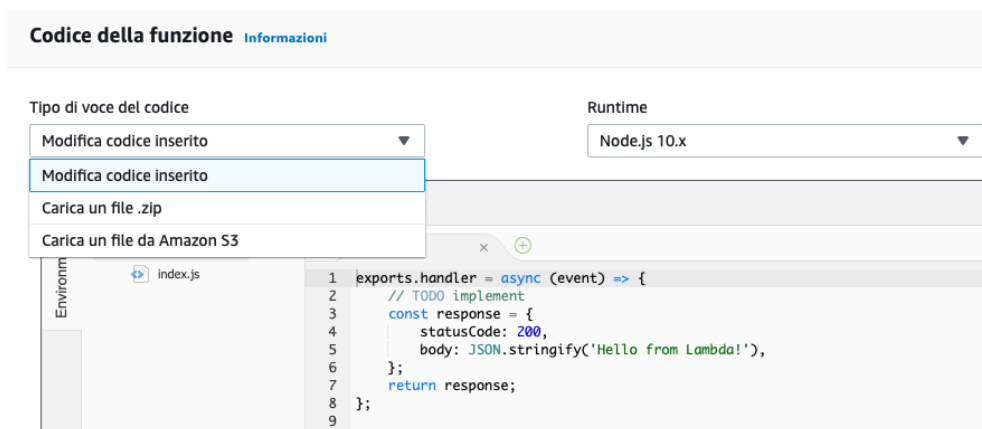 Codice della funzione Informazioni
Tipo di voce del codice
Runtime
Modifica codice inserito
Node.js 10.x
Modifica codice inserito
Carica un file .zip
Carica un file da Amazon S3
index.js
1 exports.handler = async (event) => {
2 // TODO implement
3 const response = {
4 statusCode: 200,
5 body: JSON.stringify('Hello from Lambda!'),
6 };
7 return response;
8 };
9